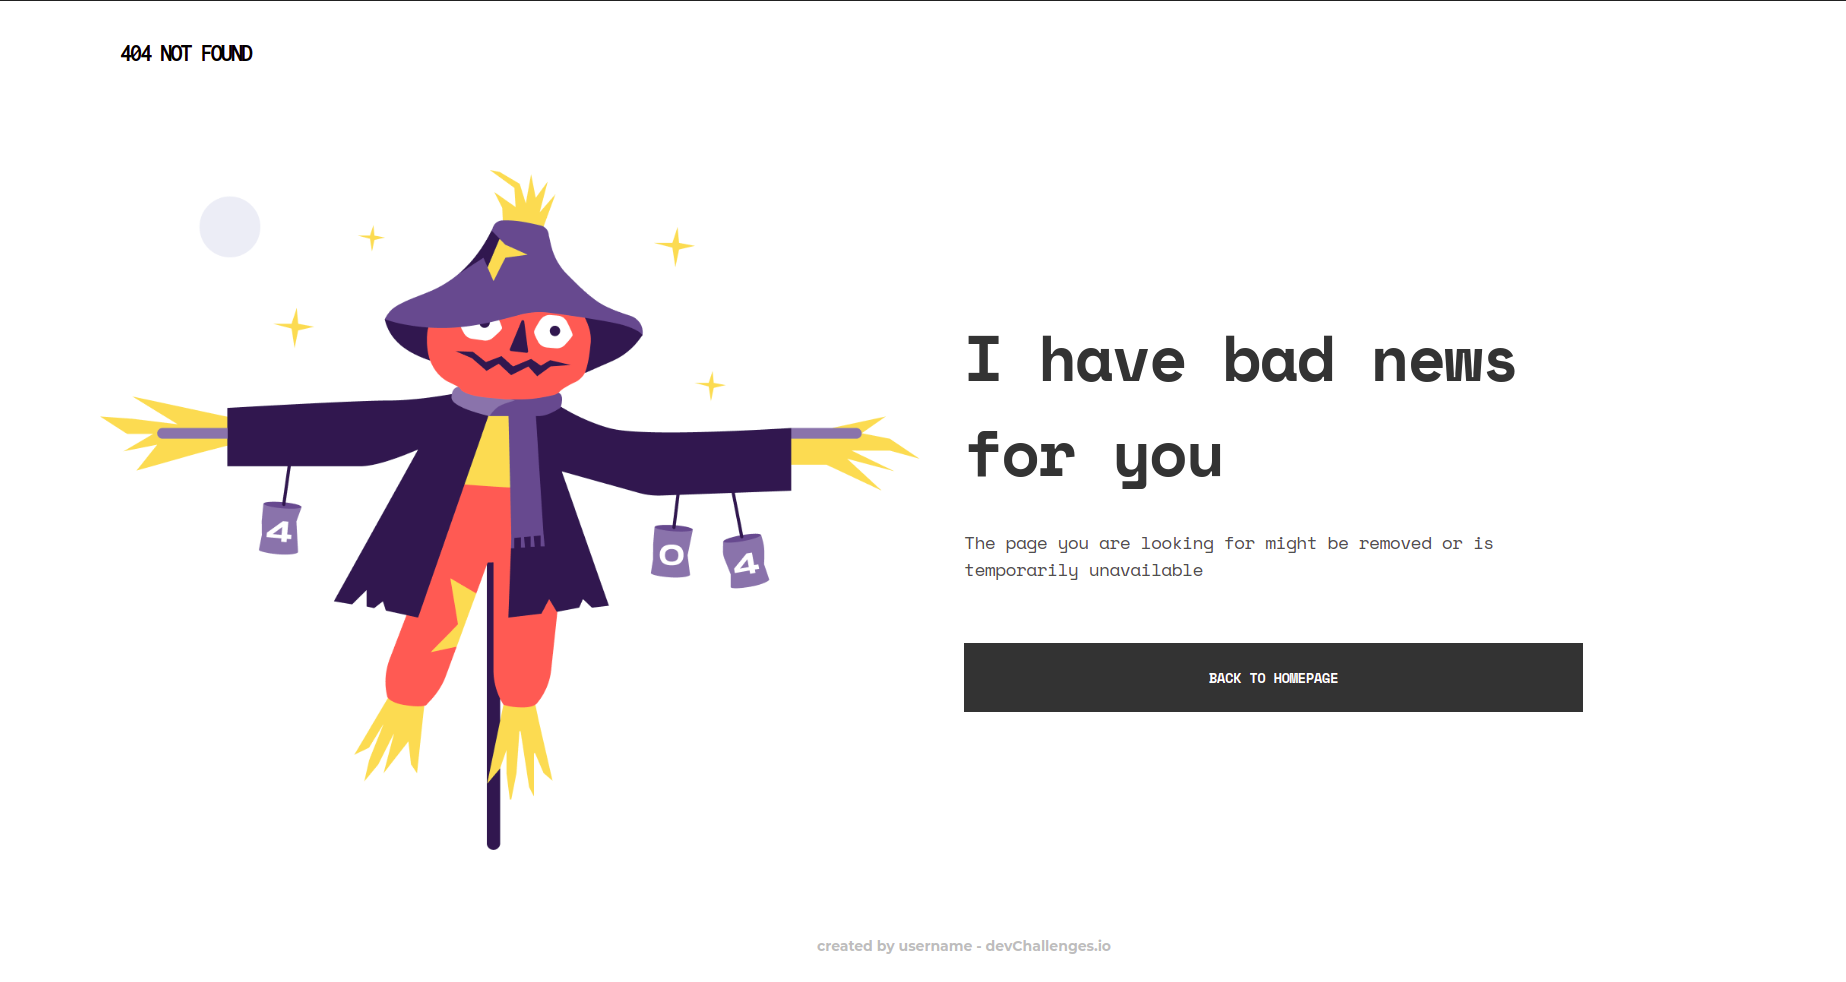 404 NOT FOUND
4
0
4
I have bad news
for you
The page you are looking for might be removed or is
temporarily unavailable
BACK TO HOMEPAGE
created by username - devChallenges.io